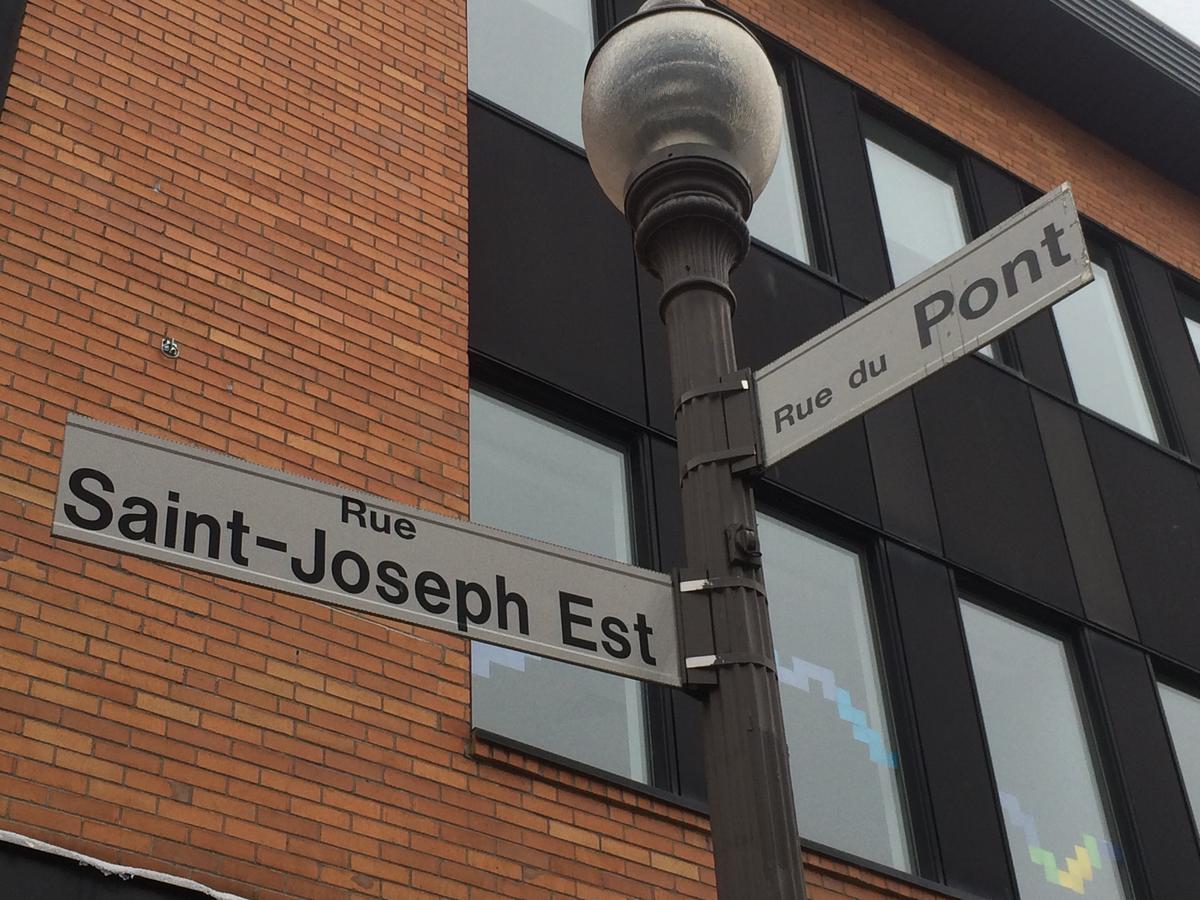 Rue du Pont
Rue
Saint-Joseph Est